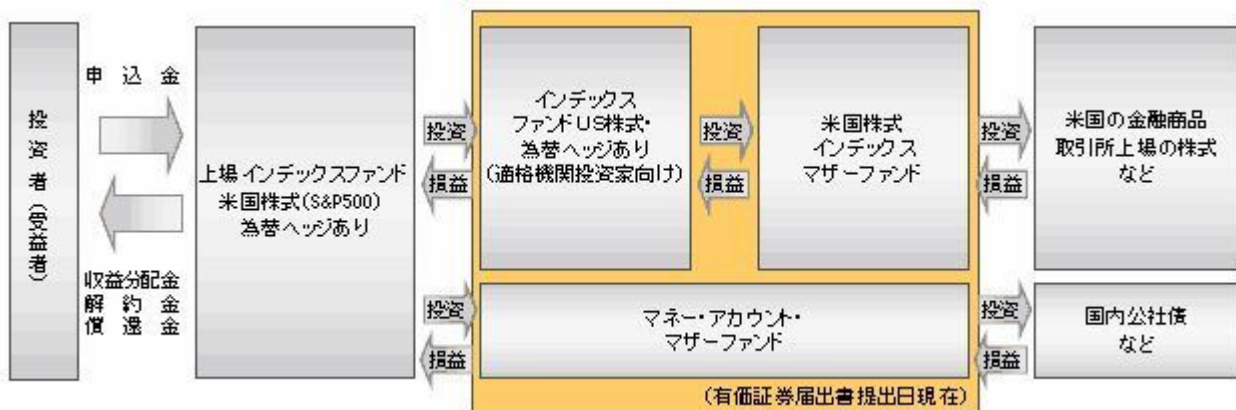 投資者(受益者)
申込金
収益分配金
解約金
償還金
上場インデックスファンド
米国株式(S&P500)
為替ヘッジあり
投資
損益
投資
損益
インデックス
ファンドUS株式・
為替ヘッジあり
(適格機関投資家向け)
投資
損益
米国株式
インデックス
マザーファンド
投資
損益
米国の金融商品
取引所上場の株式
など
マネー・アカウント・
マザーファンド
投資
損益
国内公社債
など
(有価証券届出書提出日現在)